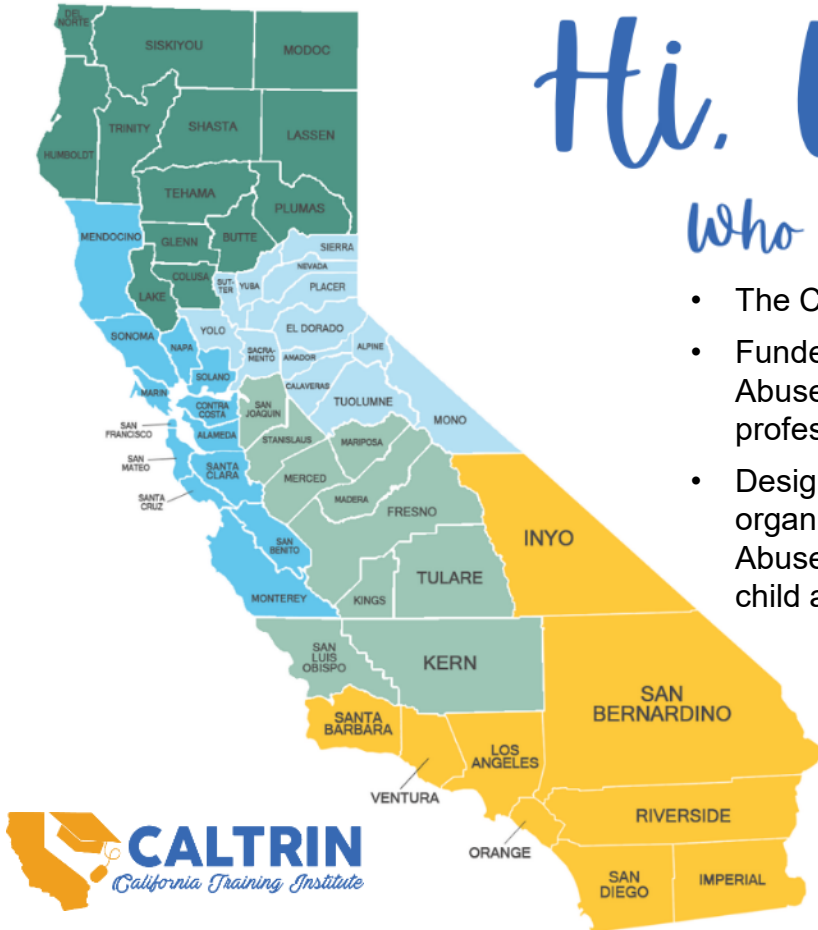 Hi,
Who
• The C
• Funde
Abuse
profes
• Desig
organ
Abuse
child a
DEL
NORTE
SISKIYOU
MODOC
HUMBOLDT
TRINITY
SHASTA
LASSEN
TEHAMA
PLUMAS
MENDOCINO
GLENN
BUTTE
SIERRA
NEVADA
LAKE
COLUSA
SUT-
TER
YUBA
PLACER
SONOMA
NAPA
YOLO
EL DORADO
SACRA-
MENTO
AMADOR
ALPINE
SOLANO
MARIN
CONTRA
COSTA
SAN
JOAQUIN
CALAVERAS
TUOLUMNE
MONO
SAN
FRANCISCO
ALAMEDA
STANISLAUS
MARIPOSA
SAN
MATEO
SANTA
CLARA
MERCED
SANTA
CRUZ
MADERA
FRESNO
SAN
BENITO
INYO
MONTEREY
KINGS
TULARE
SAN
LUIS
OBISPO
KERN
SANTA
BARBARA
SAN
BERNARDINO
LOS
ANGELES
VENTURA
ORANGE
RIVERSIDE
SAN
DIEGO
IMPERIAL
CALTRIN
California Training Institute